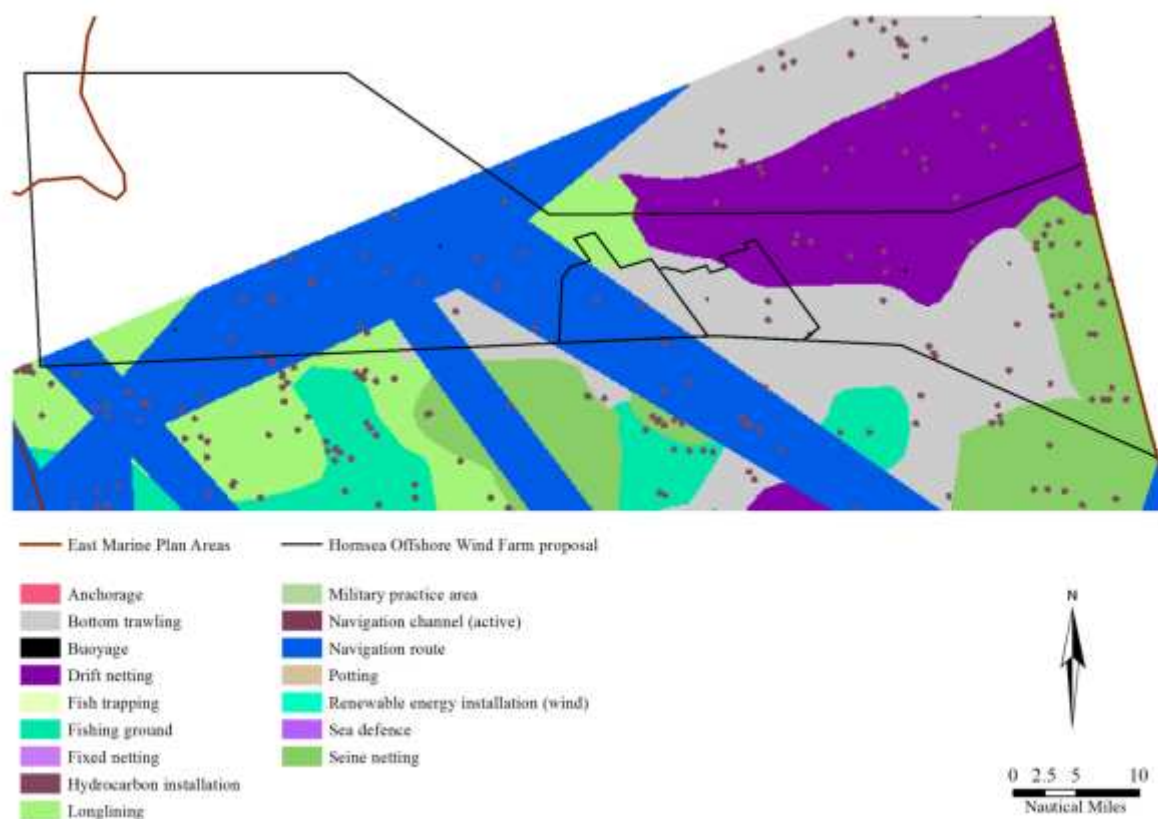 East Marine Plan Areas
Hornsea Offshore Wind Farm proposal
Anchorage
Bottom trawling
Buoyage
Drift netting
Fish trapping
Fishing ground
Fixed netting
Hydrocarbon installation
Longlining
Military practice area
Navigation channel (active)
Navigation route
Potting
Renewable energy installation (wind)
Sea defence
Seine netting
N
0 2.5 5 10
Nautical Miles